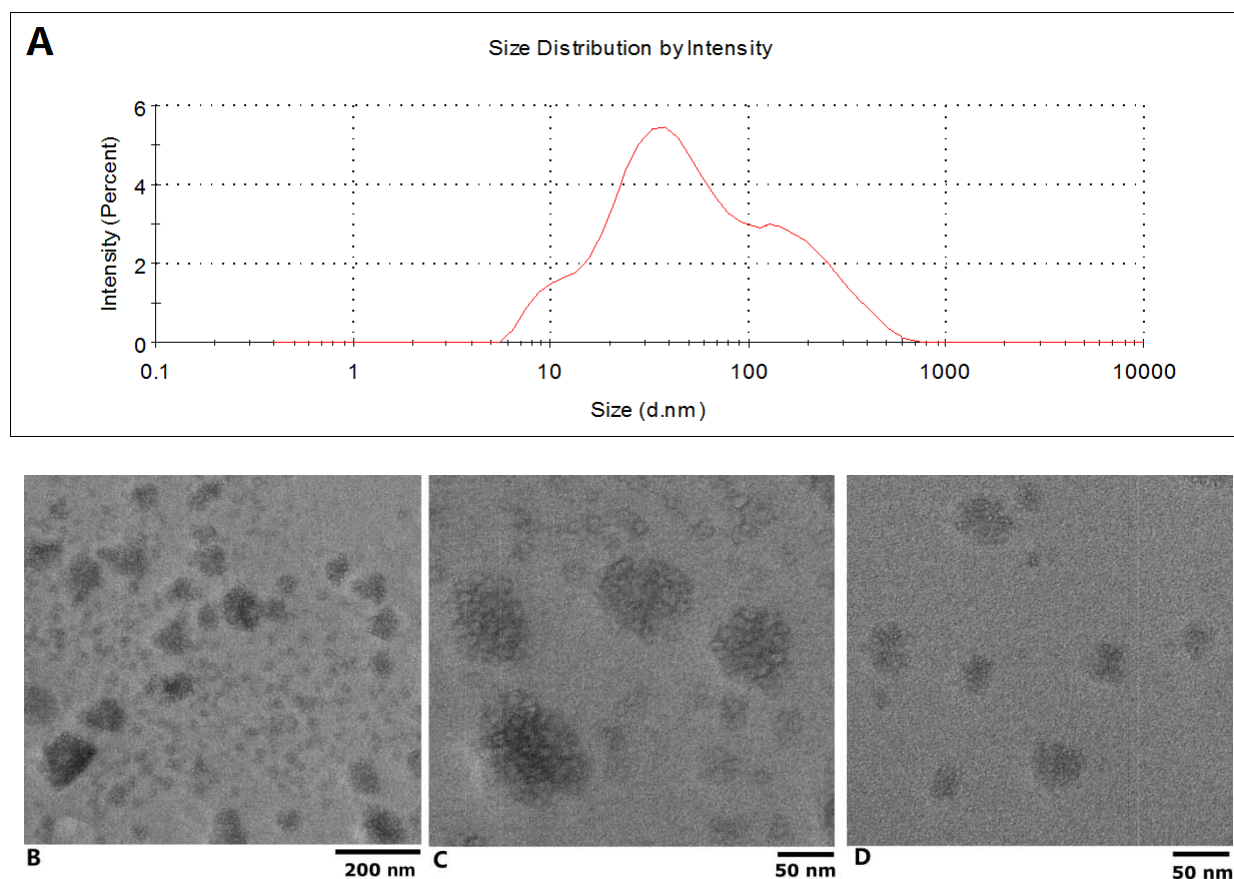 A
Size Distribution by Intensity
6
4
2
0
Intensity (Percent)
0.1 1 10 100 1000 10000
Size (d.nm)
B
200 nm
C
50 nm
D
50 nm